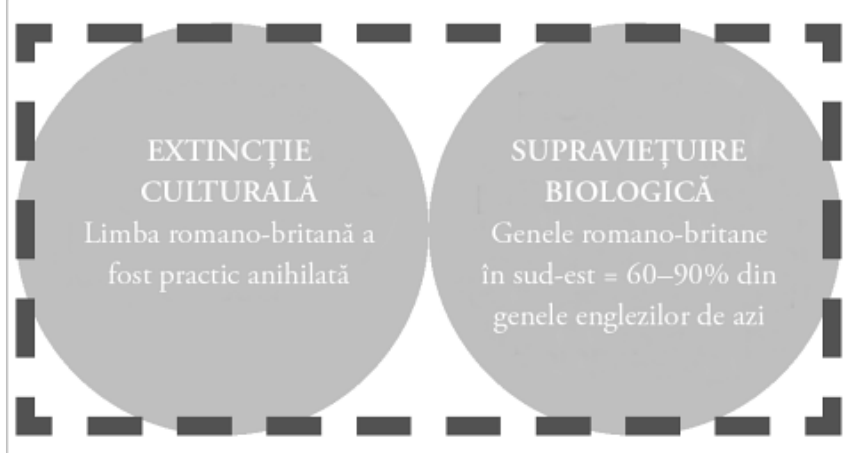 EXTINCȚIE
CULTURALĂ
Limba romano-britană a
fost practic anihilată
SUPRAVIEȚUIRE
BIOLOGICĂ
Genele romano-britane
în sud-est = 60–90% din
genele englezilor de azi